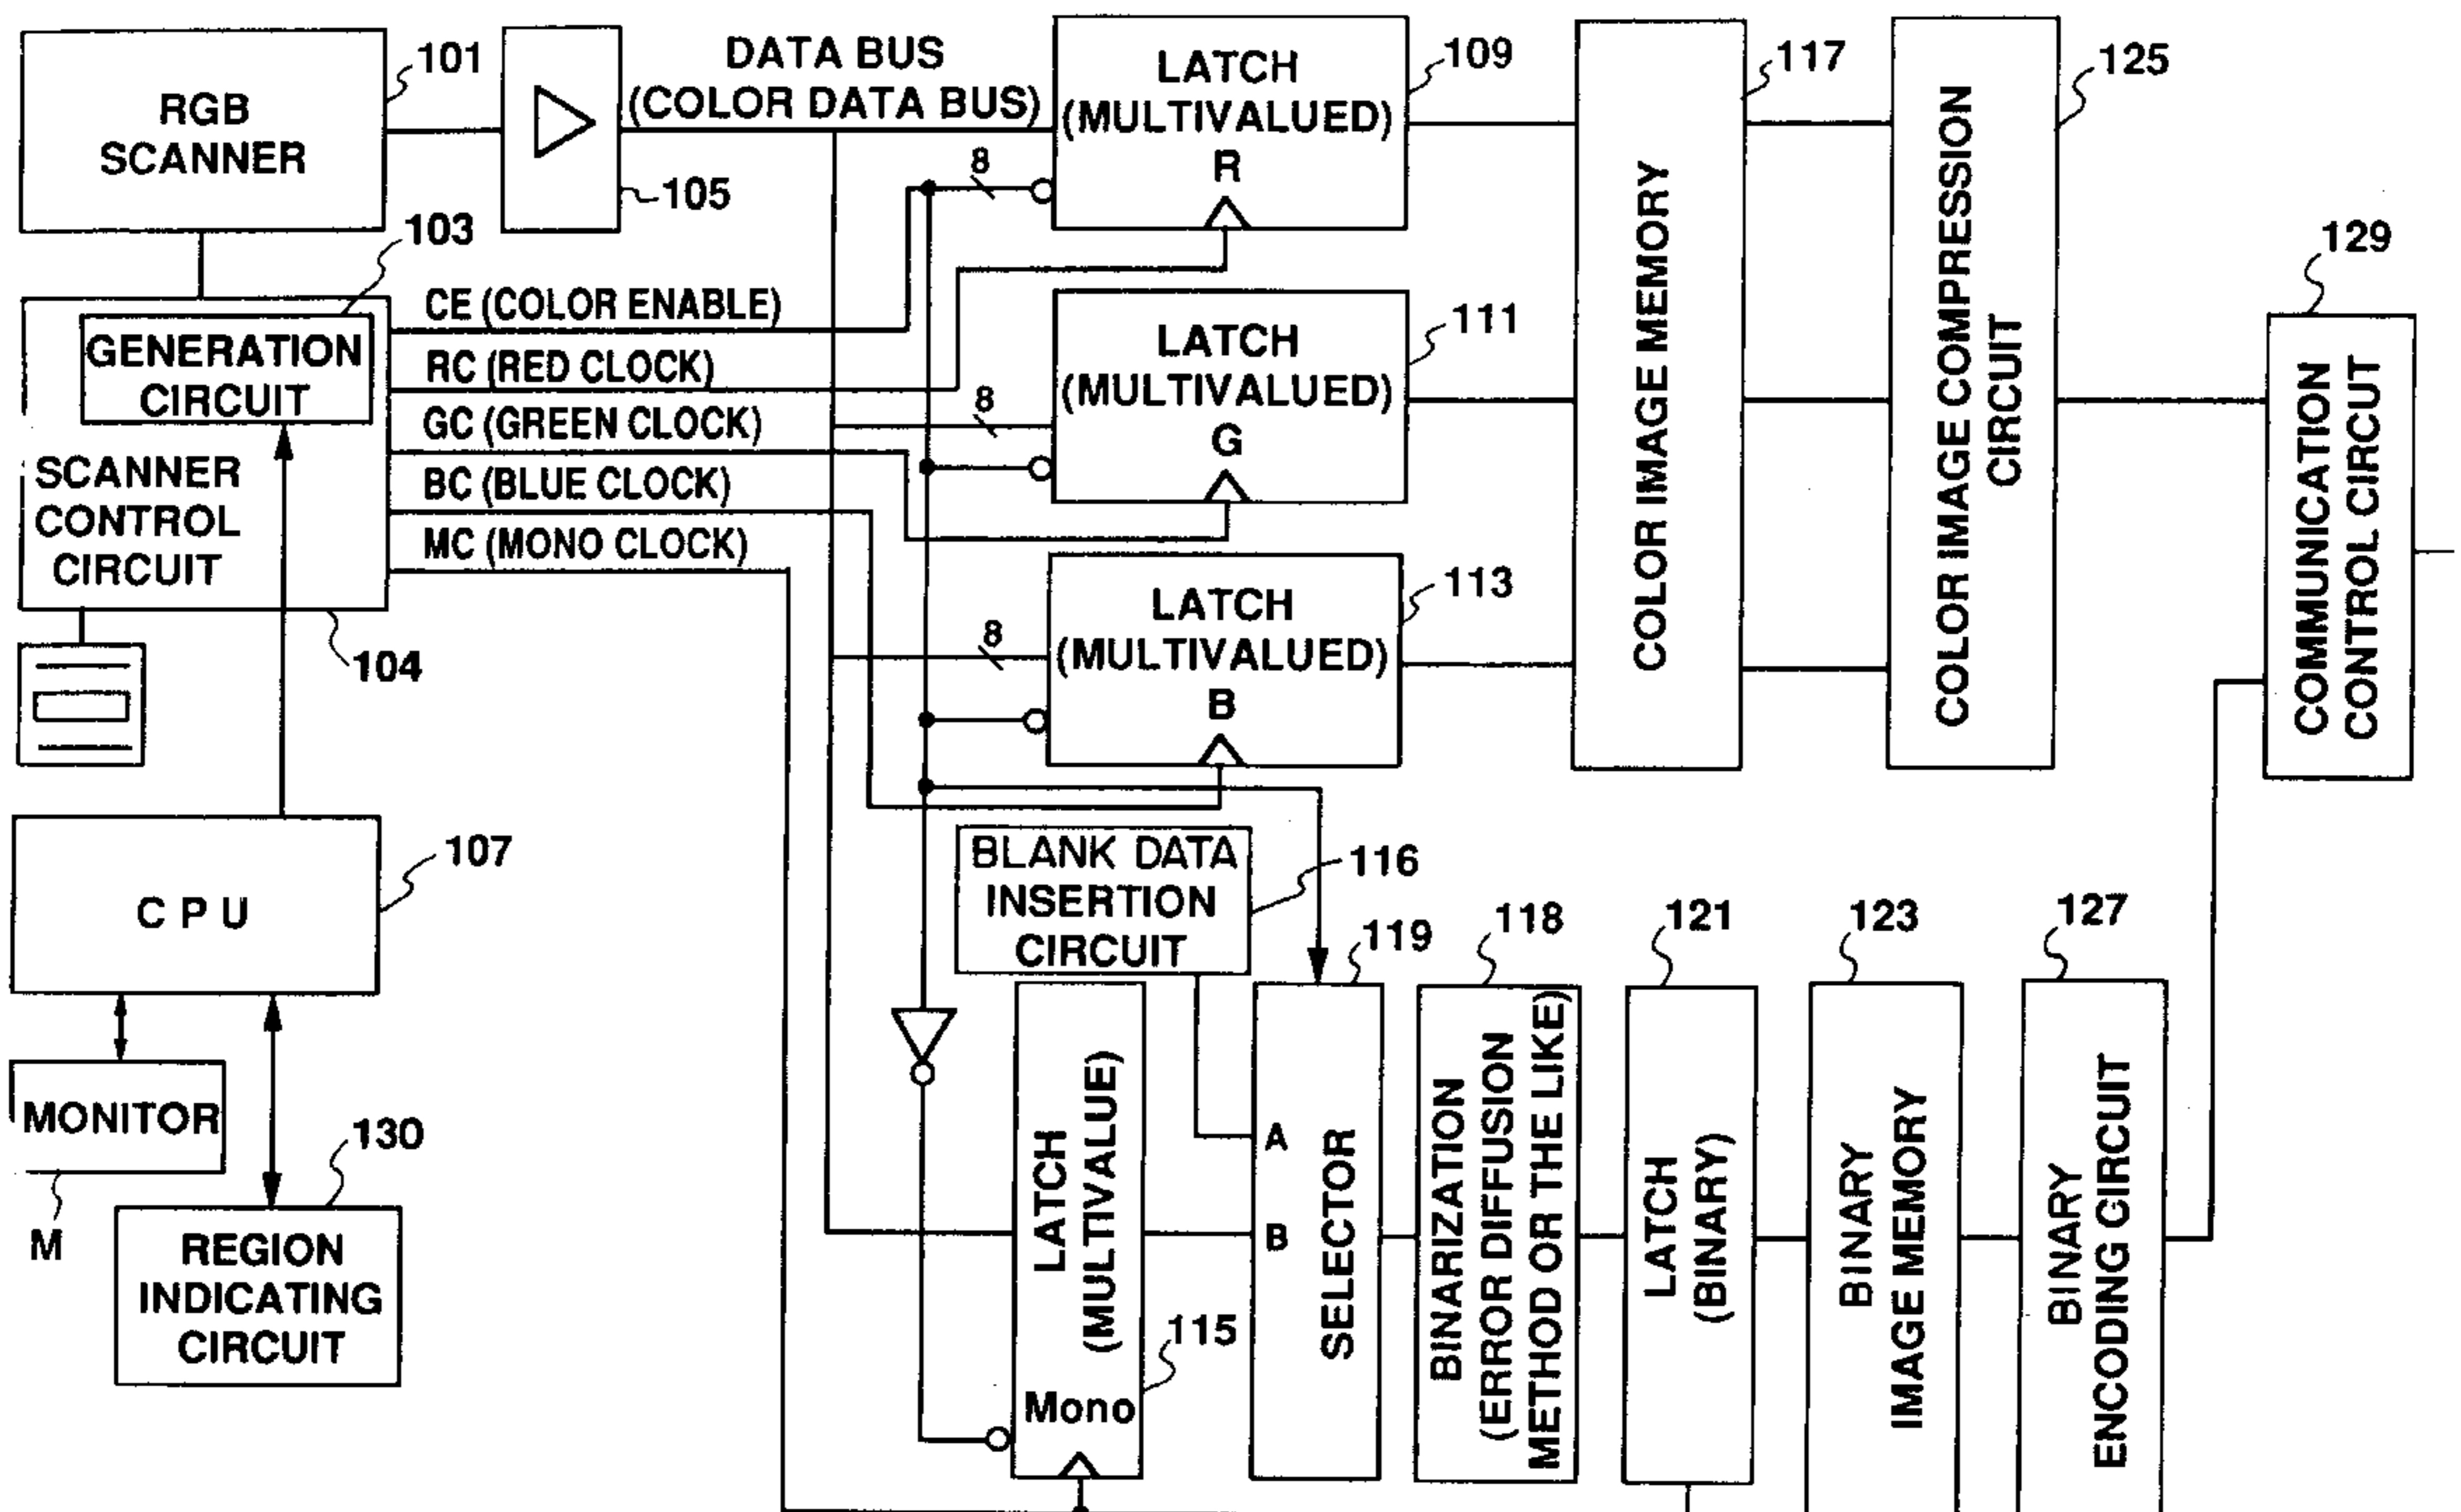 RGB
SCANNER
101
105
DATA BUS
(COLOR DATA BUS)
LATCH
(MULTIVALUED)
R
8
109
COLOR IMAGE MEMORY
117
COLOR IMAGE COMPRESSION
CIRCUIT
125
COMMUNICATION
CONTROL CIRCUT
129
103
GENERATION
CIRCUIT
SCANNER
CONTROL
CIRCUIT
104
CE (COLOR ENABLE)
RC (RED CLOCK)
GC (GREEN CLOCK)
BC (BLUE CLOCK)
MC (MONO CLOCK)
LATCH
(MULTIVALUED)
G
8
111
LATCH
(MULTIVALUED)
B
8
113
CPU
107
MONITOR
M
130
REGION
INDICATING
CIRCUIT
BLANK DATA
INSERTION
CIRCUIT
116
LATCH
(MULTIVALUE)
Mono
115
A
B
SELECTOR
119
BINARIZATION
(ERROR DIFFUSION
METHOD OR THE LIKE)
118
LATCH
(BINARY)
121
BINARY
IMAGE MEMORY
123
BINARY
ENCODING CIRCUIT
127